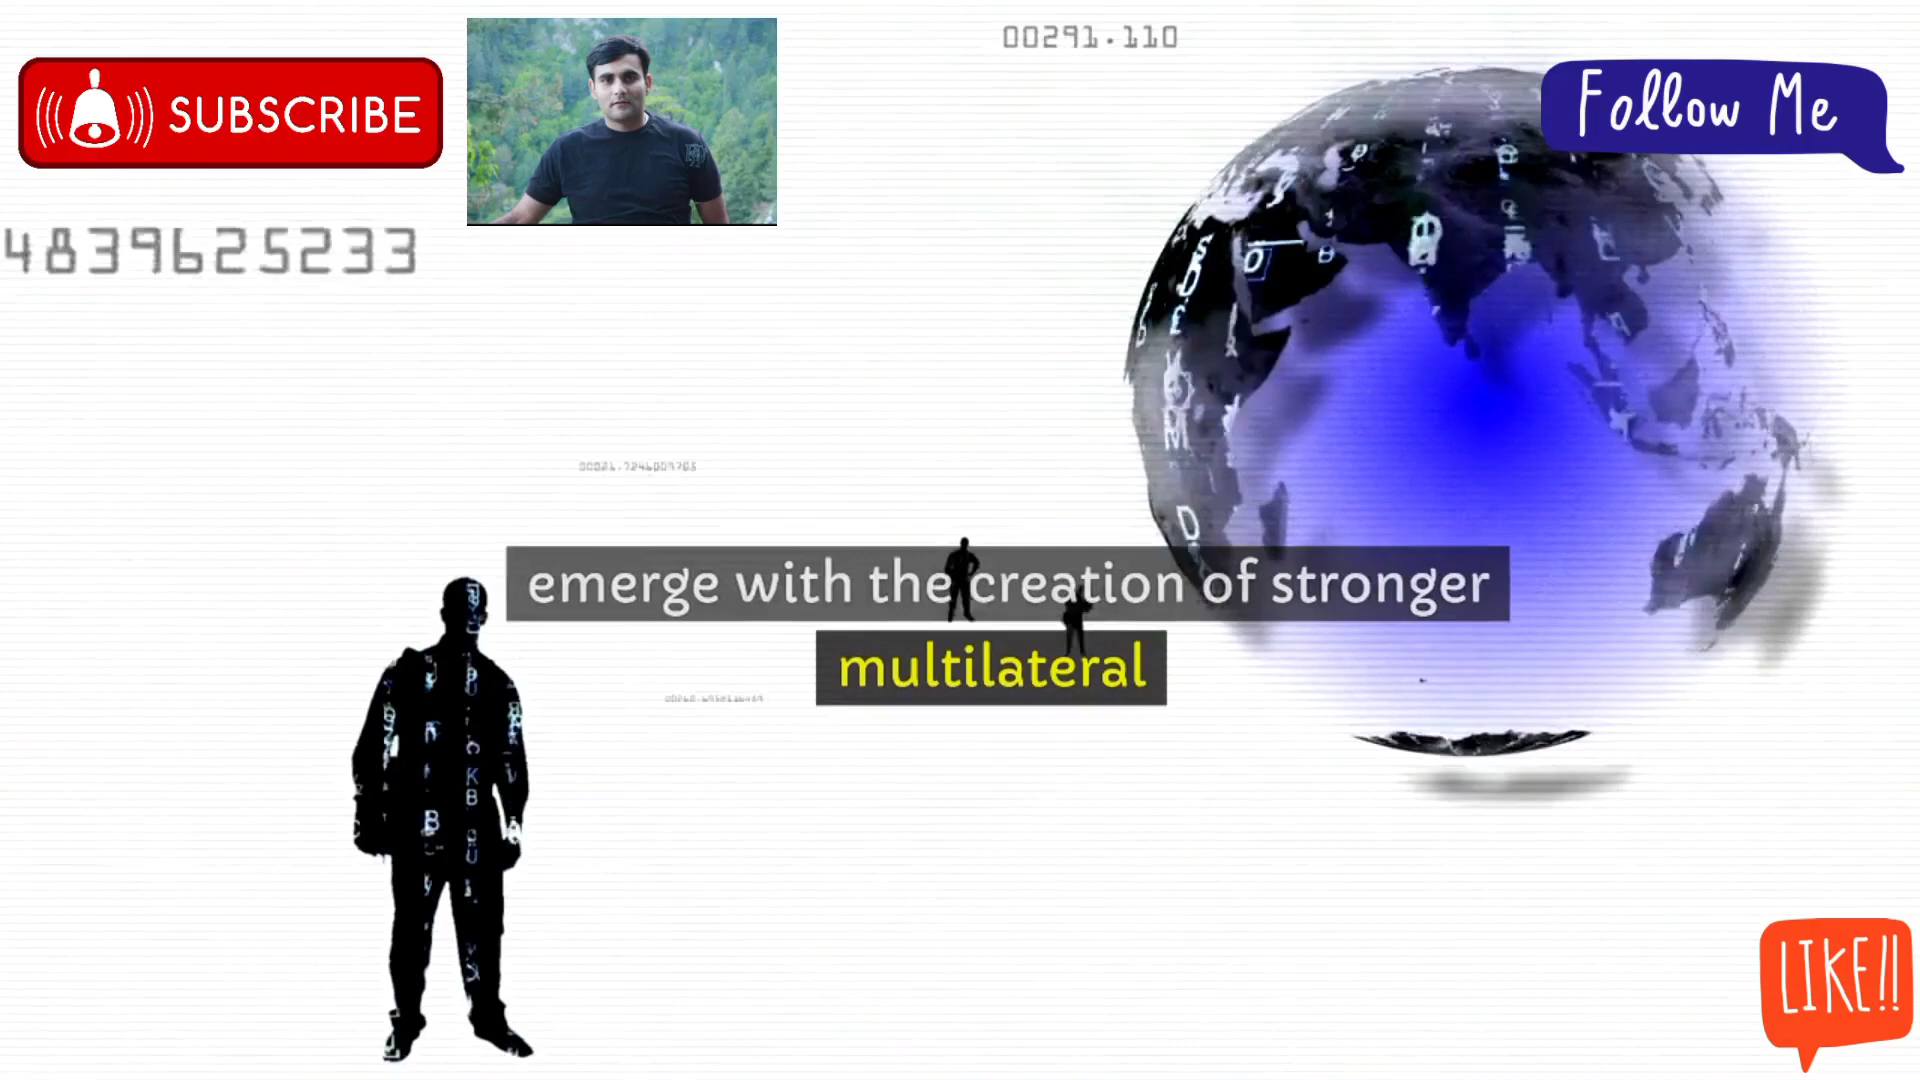 00291.110
SUBSCRIBE
Follow Me
4839625233
emerge with the creation of stronger
multilateral
LIKE!!